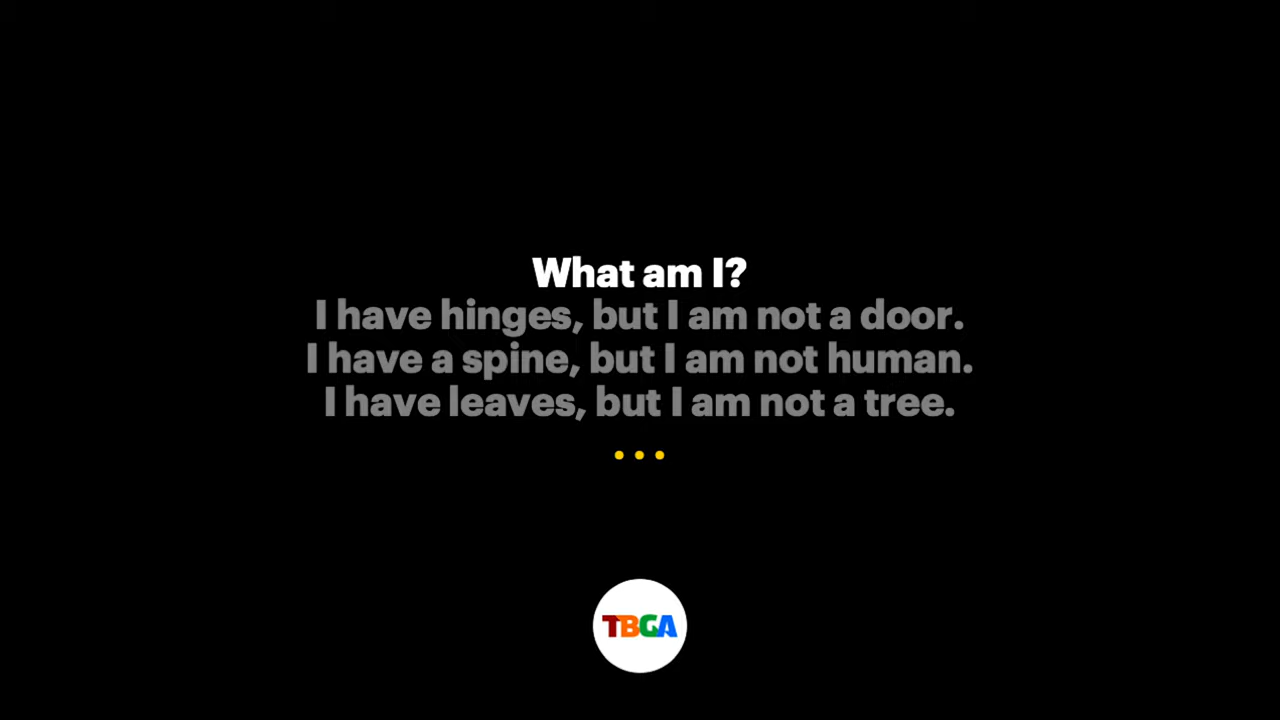 What am I?
I have hinges, but I am not a door.
I have a spine, but I am not human.
I have leaves, but I am not a tree.
...
TBGA